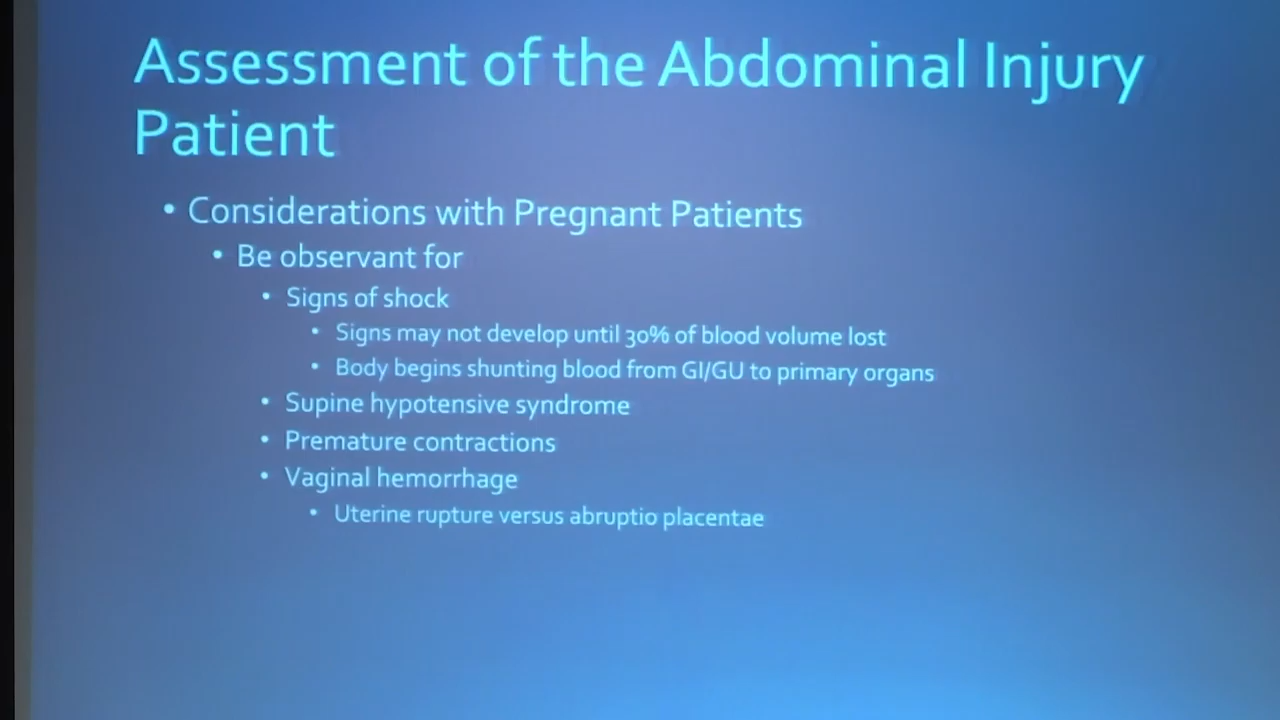 Assessment of the Abdominal Injury
Patient
• Considerations with Pregnant Patients
• Be observant for
• Signs of shock
• Signs may not develop until 30% of blood volume lost
• Body begins shunting blood from GI/GU to primary organs
• Supine hypotensive syndrome
• Premature contractions
• Vaginal hemorrhage
• Uterine rupture versus abruptio placentae